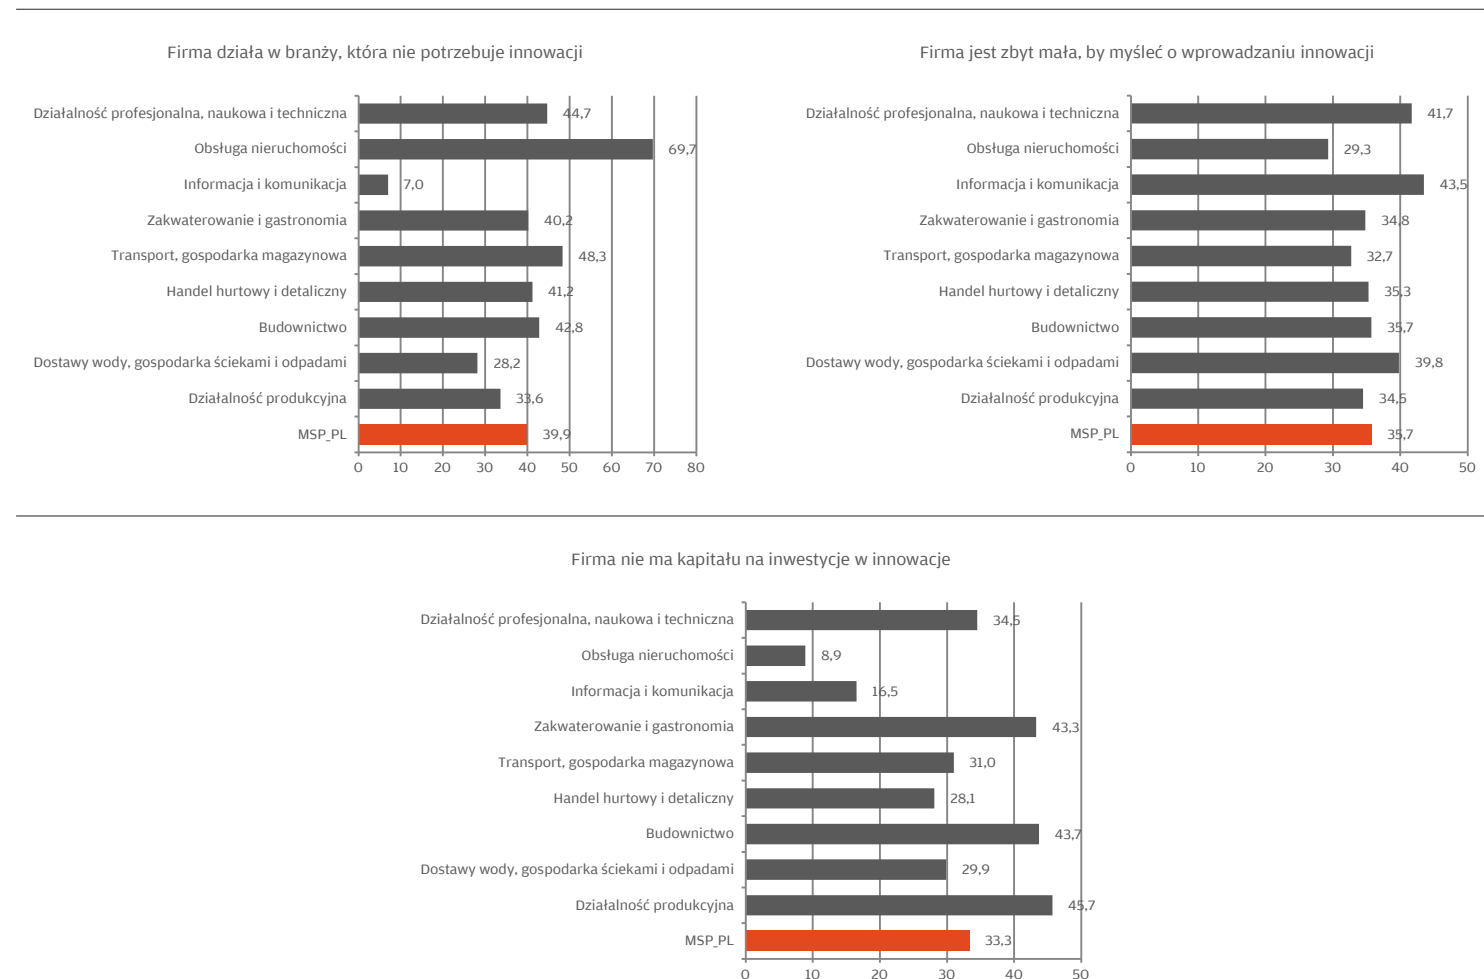 Firma działa w branży, która nie potrzebuje innowacji
Działalność profesjonalna, naukowa i techniczna 44,7
Obsługa nieruchomości 69,7
Informacja i komunikacja 7,0
Zakwaterowanie i gastronomia 40,2
Transport, gospodarka magazynowa 48,3
Handel hurtowy i detaliczny 41,2
Budownictwo 42,8
Dostawy wody, gospodarka ściekami i odpadami 28,2
Działalność produkcyjna 33,6
MSP_PL 39,9
0 10 20 30 40 50 60 70 80
Firma jest zbyt mała, by myśleć o wprowadzaniu innowacji
Działalność profesjonalna, naukowa i techniczna 41,7
Obsługa nieruchomości 29,3
Informacja i komunikacja 43,5
Zakwaterowanie i gastronomia 34,8
Transport, gospodarka magazynowa 32,7
Handel hurtowy i detaliczny 35,3
Budownictwo 35,7
Dostawy wody, gospodarka ściekami i odpadami 39,8
Działalność produkcyjna 34,5
MSP_PL 35,7
0 10 20 30 40 50
Firma nie ma kapitału na inwestycje w innowacje
Działalność profesjonalna, naukowa i techniczna 34,5
Obsługa nieruchomości 8,9
Informacja i komunikacja 16,5
Zakwaterowanie i gastronomia 43,3
Transport, gospodarka magazynowa 31,0
Handel hurtowy i detaliczny 28,1
Budownictwo 43,7
Dostawy wody, gospodarka ściekami i odpadami 29,9
Działalność produkcyjna 45,7
MSP_PL 33,3
0 10 20 30 40 50